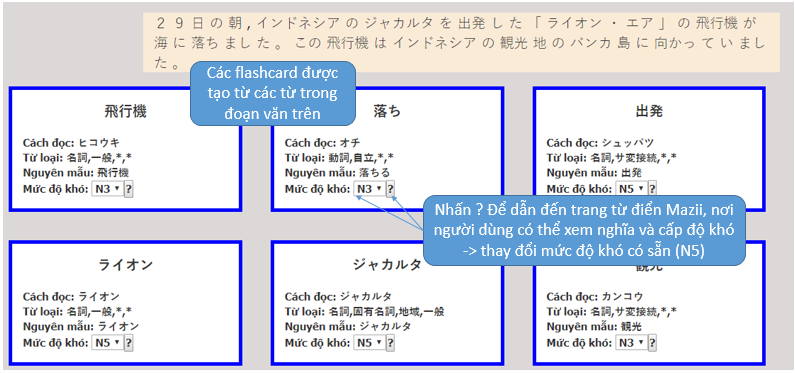 ２９日の朝,インドネシアのジャカルタを出発した「ライオン・エア」の飛行機が
海に落ちました。この飛行機はインドネシアの観光地のバンカ島に向かっていまし
た。
Các flashcard được
tạo từ các từ trong
đoạn văn trên
飛行機
Cách đọc: ヒコウキ
Từ loại: 名詞,一般,*,*
Nguyên mẫu: 飛行機
Mức độ khó: N3 ▼ ?
落ち
Cách đọc: オチ
Từ loại: 動詞,自立,*,*
Nguyên mẫu: 落ちる
Mức độ khó: N3 ▼ ?
出発
Cách đọc: シュッパツ
Từ loại: 名詞,サ変接続,*,*
Nguyên mẫu: 出発
Mức độ khó: N5 ▼ ?
Nhấn ? Để dẫn đến trang từ điển Mazii, nơi
người dùng có thể xem nghĩa và cấp độ khó
-> thay đổi mức độ khó có sẵn (N5)
ライオン
Cách đọc: ライオン
Từ loại: 名詞,一般,*,*
Nguyên mẫu: ライオン
Mức độ khó: N5 ▼ ?
ジャカルタ
Cách đọc: ジャカルタ
Từ loại: 名詞,固有名詞,地域,一般
Nguyên mẫu: ジャカルタ
Mức độ khó: N5 ▼ ?
観光
Cách đọc: カンコウ
Từ loại: 名詞,サ変接続,*,*
Nguyên mẫu: 観光
Mức độ khó: N3 ▼ ?